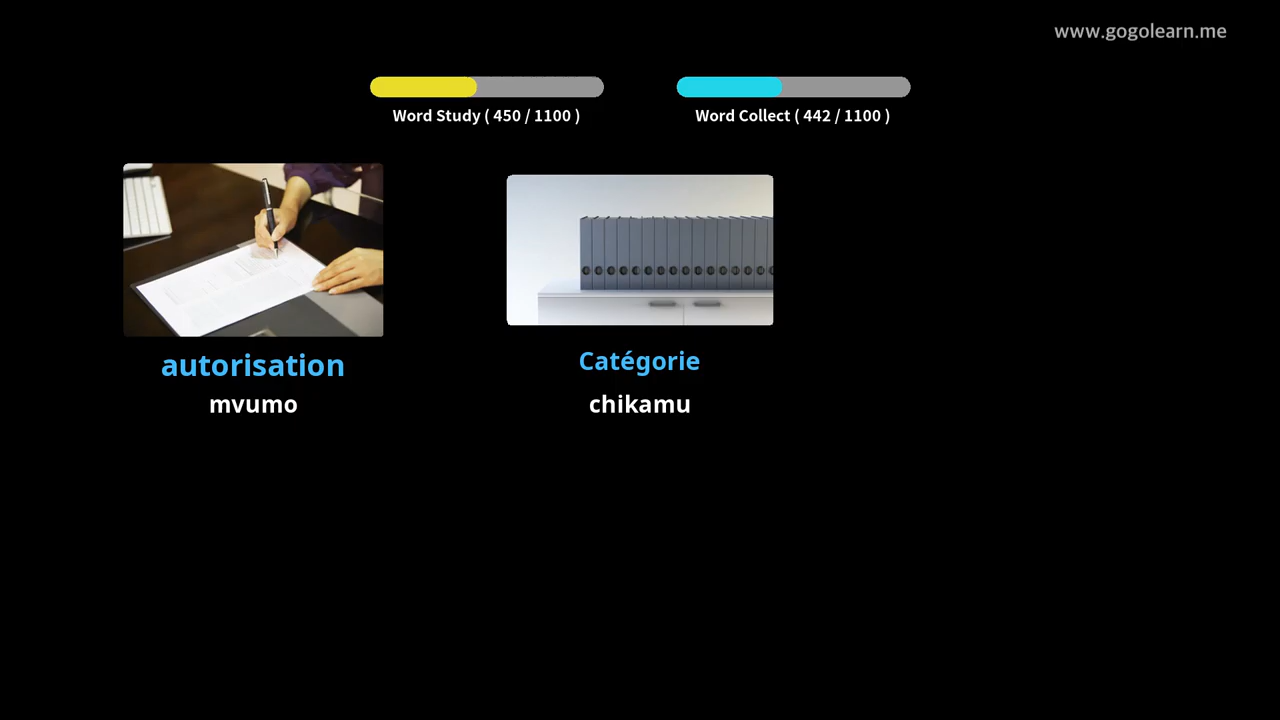 www.gogolearn.me
Word Study ( 450 / 1100 )
Word Collect ( 442 / 1100 )
autorisation
mvumo
Catégorie
chikamu